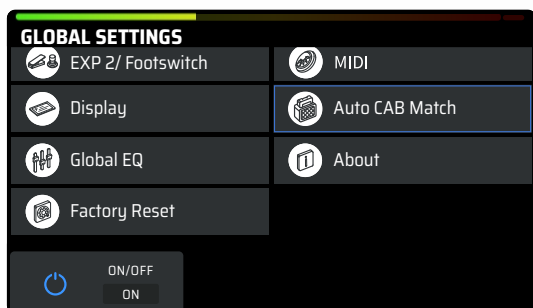 GLOBAL SETTINGS
EXP 2/ Footswitch
MIDI
Display
Auto CAB Match
Global EQ
About
Factory Reset
ON/OFF
ON